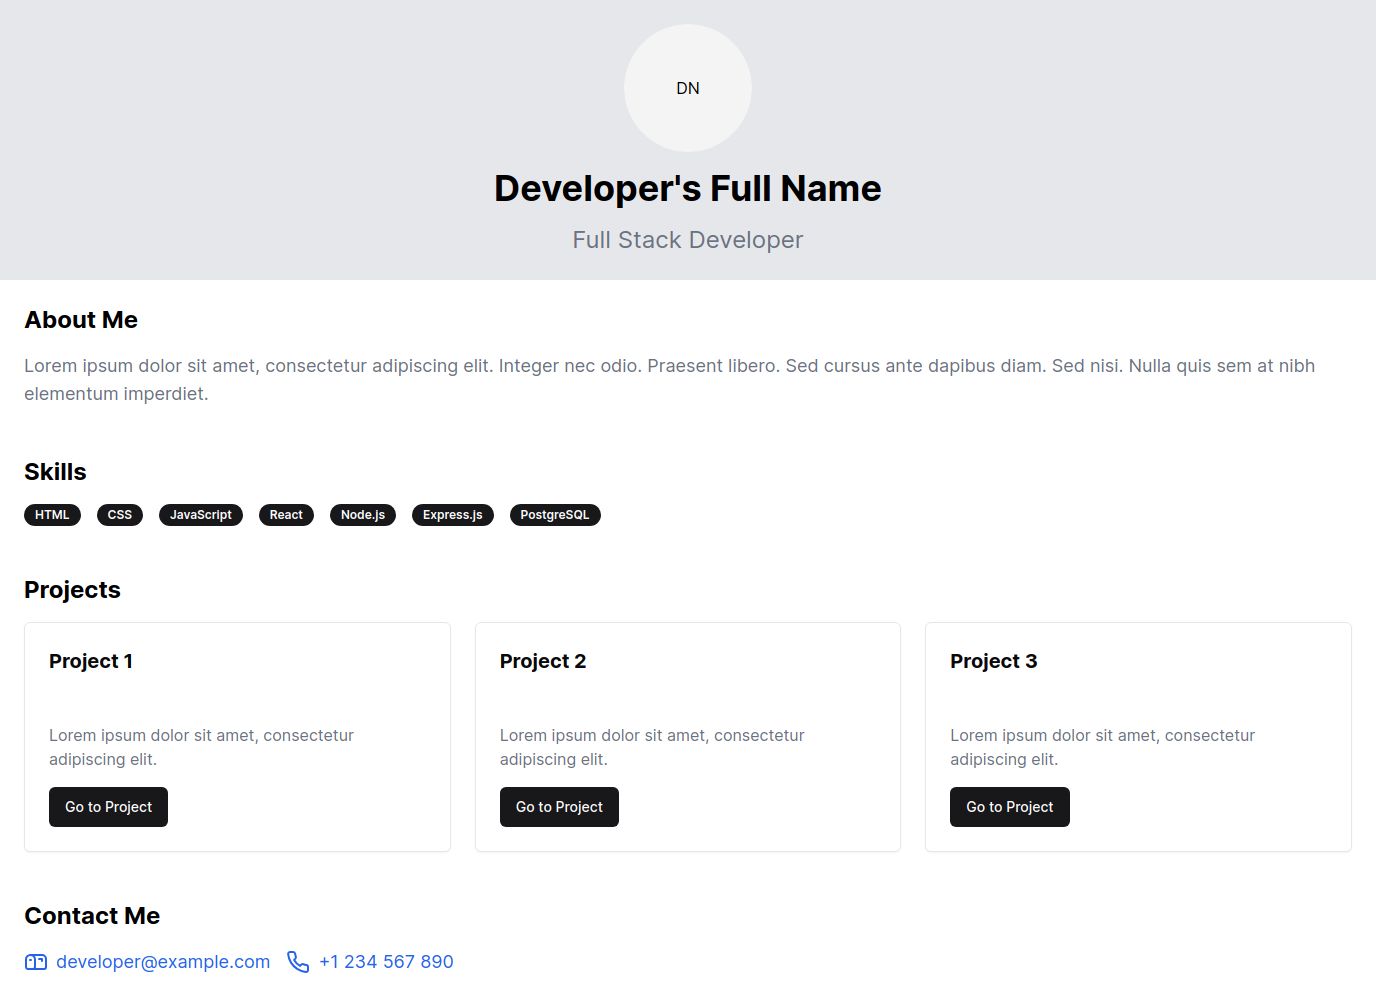 DN
Developer's Full Name
Full Stack Developer
About Me
Lorem ipsum dolor sit amet, consectetur adipiscing elit. Integer nec odio. Praesent libero. Sed cursus ante dapibus diam. Sed nisi. Nulla quis sem at nibh
elementum imperdiet.
Skills
HTML CSS JavaScript React Node.js Express.js PostgreSQL
Projects
Project 1
Lorem ipsum dolor sit amet, consectetur
adipiscing elit.
Go to Project
Project 2
Lorem ipsum dolor sit amet, consectetur
adipiscing elit.
Go to Project
Project 3
Lorem ipsum dolor sit amet, consectetur
adipiscing elit.
Go to Project
Contact Me
developer@example.com +1 234 567 890